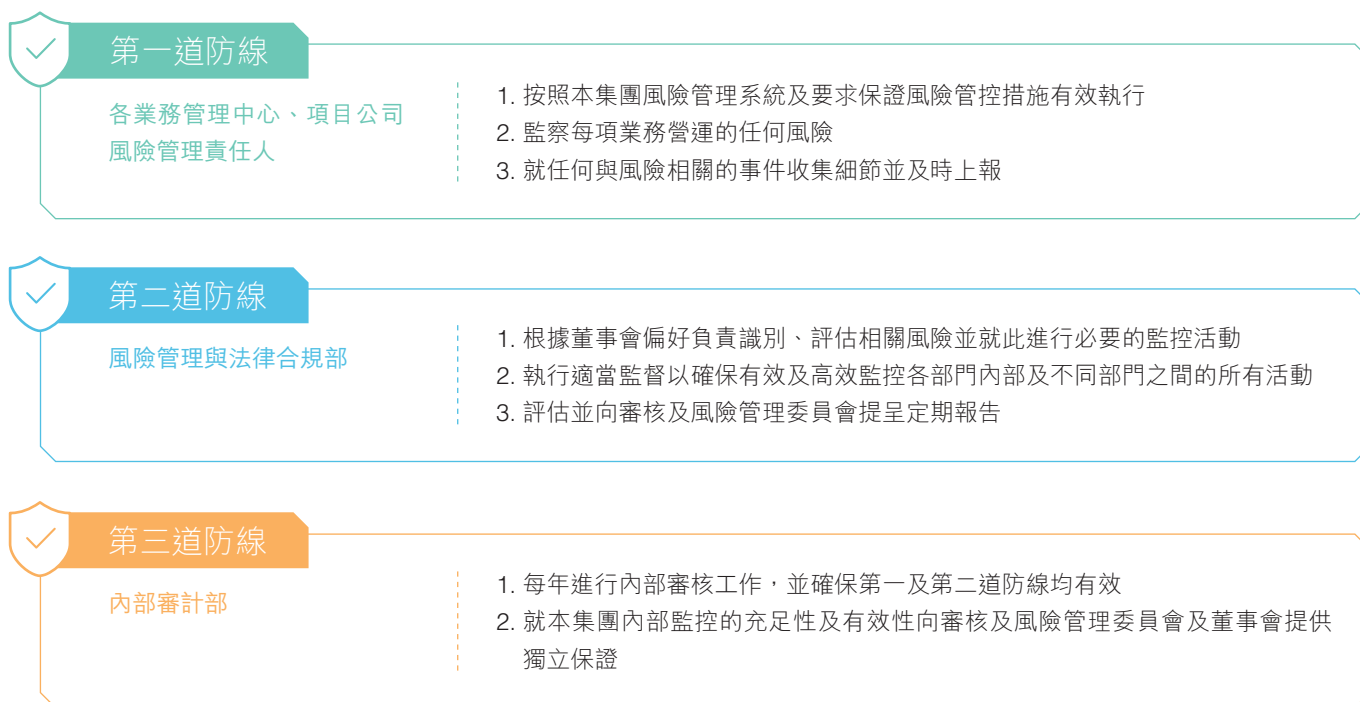 第一道防線
各業務管理中心、項目公司
風險管理責任人
1. 按照本集團風險管理系統及要求保證風險管控措施有效執行
2. 監察每項業務營運的任何風險
3. 就任何與風險相關的事件收集細節並及時上報
第二道防線
風險管理與法律合規部
1. 根據董事會偏好負責識別、評估相關風險並就此進行必要的監控活動
2. 執行適當監督以確保有效及高效監控各部門內部及不同部門之間的所有活動
3. 評估並向審核及風險管理委員會提呈定期報告
第三道防線
內部審計部
1. 每年進行內部審核工作，並確保第一及第二道防線均有效
2. 就本集團內部監控的充足性及有效性向審核及風險管理委員會及董事會提供
獨立保證